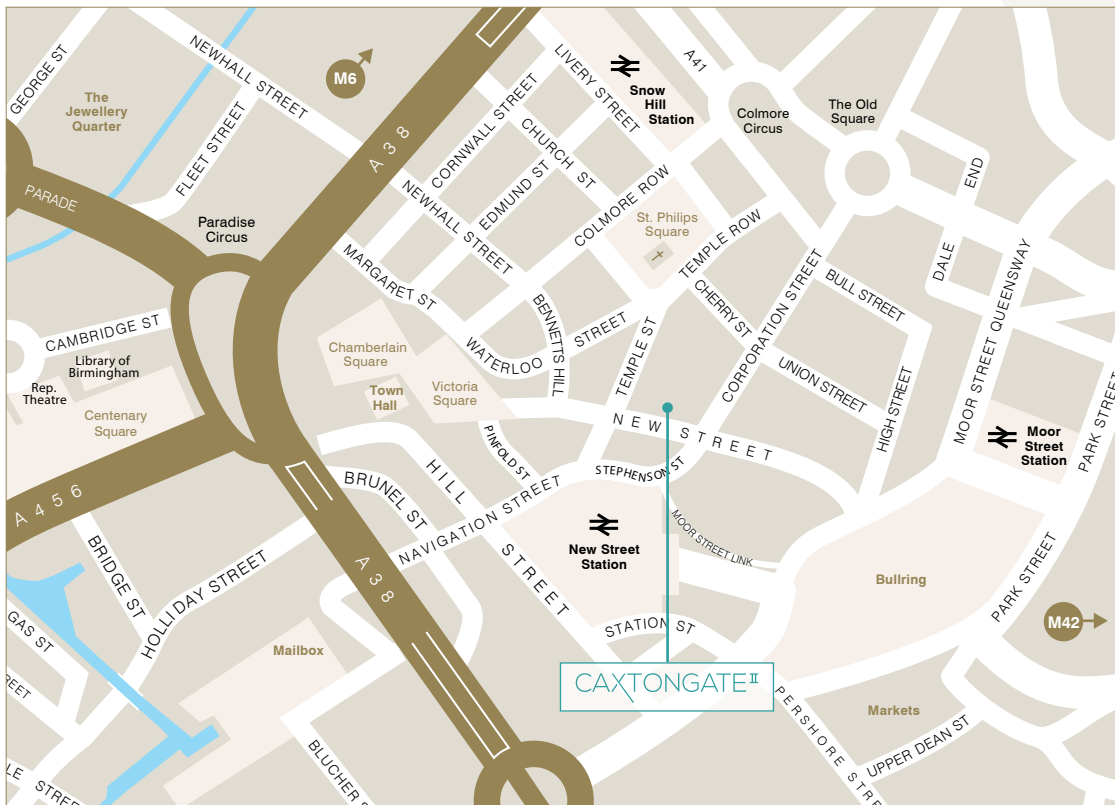 GEORGE ST
The
Jewellery
Quarter
NEWHALL STREET
M6
FLEET STREET
A38
PARADE
Paradise
Circus
LIVERY STREET
Snow
Hill
Station
A41
Colmore
Circus
The Old
Square
CORNWALL STREET
CHURCH ST
EDMUND ST
NEWHALL STREET
COLMORE ROW
St. Philips
Square
TEMPLE ROW
END
DALE
MARGARET ST
BENNETTS HILL
WATERLOO STREET
TEMPLE ST
CHERRY ST
CORPORATION STREET
BULL STREET
UNION STREET
HIGH STREET
MOOR STREET QUEENSWAY
PARK STREET
CAMBRIDGE ST
Library of
Birmingham
Rep.
Theatre
Centenary
Square
Chamberlain
Square
Town
Hall
Victoria
Square
NEW STREET
PINFOLD ST
STEPHENSON ST
Moor
Street
Station
A456
BRUNEL ST
HILL STREET
NAVIGATION STREET
A38
New Street
Station
MOOR STREET LINK
Bullring
PARK STREET
M42
BRIDGE ST
HOLLIDAY STREET
GAS ST
REET
Mailbox
STATION ST
CAXTONGATE II
PERSHORE STR
Markets
UPPER DEAN ST
BLUCHER S
LE STREE